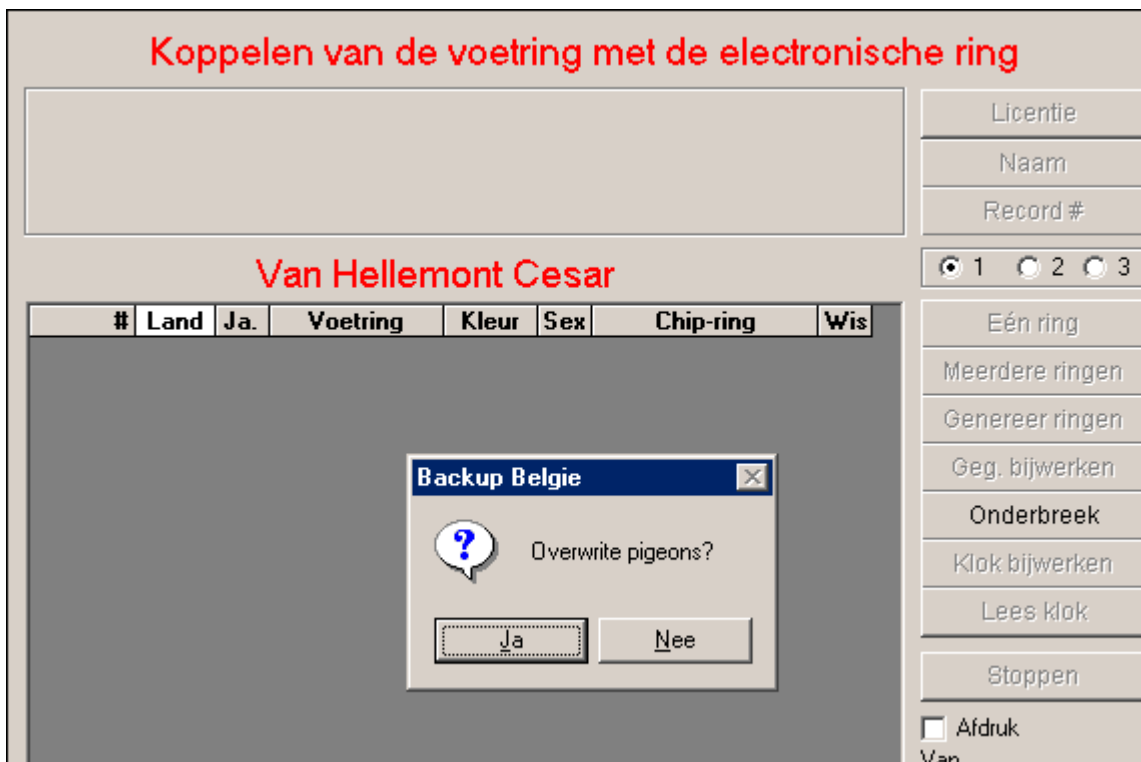 Koppelen van de voetring met de electronische ring
Licentie
Naam
Record #
Van Hellemont Cesar
1 2 3
# Land Ja. Voetring Kleur Sex Chip-ring Wis
Eén ring
Meerdere ringen
Genereer ringen
Geg. bijwerken
Onderbreek
Klok bijwerken
Lees klok
Stoppen
Afdruk
Van
Backup Belgie
Overwrite pigeons?
Ja Nee